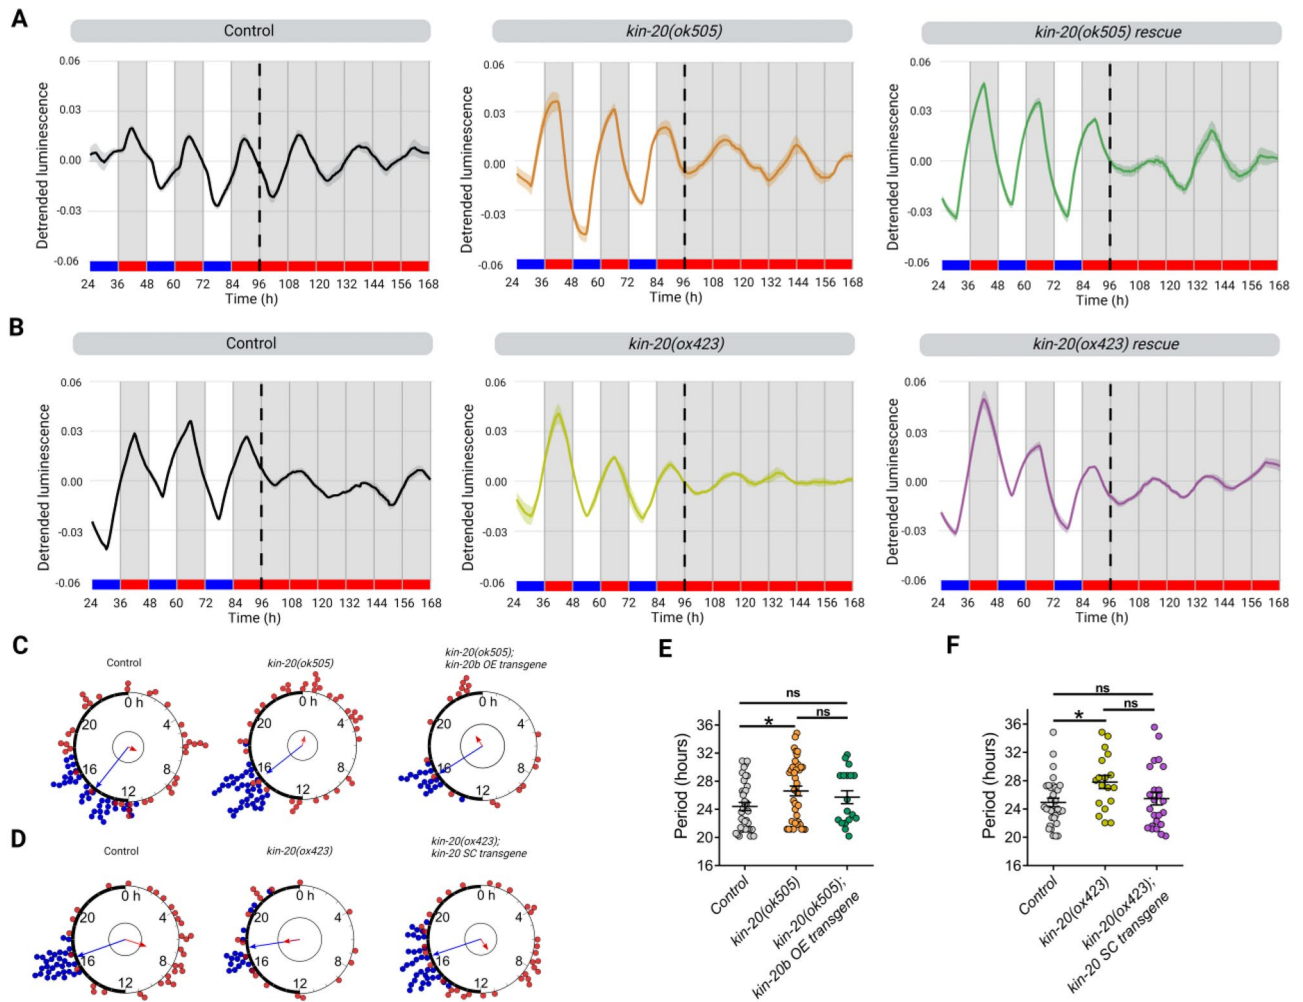 A
Control
kin-20(ok505)
kin-20(ok505) rescue
Detrended luminescence
0.06
0.03
0.00
-0.03
-0.06
24 36 48 60 72 84 96 108 120 132 144 156 168
Time (h)
Detrended luminescence
0.06
0.03
0.00
-0.03
-0.06
24 36 48 60 72 84 96 108 120 132 144 156 168
Time (h)
Detrended luminescence
0.06
0.03
0.00
-0.03
-0.06
24 36 48 60 72 84 96 108 120 132 144 156 168
Time (h)
B
Control
kin-20(ox423)
kin-20(ox423) rescue
Detrended luminescence
0.06
0.03
0.00
-0.03
-0.06
24 36 48 60 72 84 96 108 120 132 144 156 168
Time (h)
Detrended luminescence
0.06
0.03
0.00
-0.03
-0.06
24 36 48 60 72 84 96 108 120 132 144 156 168
Time (h)
Detrended luminescence
0.06
0.03
0.00
-0.03
-0.06
24 36 48 60 72 84 96 108 120 132 144 156 168
Time (h)
C
Control
0 h
4
8
12
16
20
kin-20(ok505)
0 h
4
8
12
16
20
kin-20(ok505);
kin-20b OE transgene
0 h
4
8
12
16
20
D
Control
0 h
4
8
12
16
20
kin-20(ox423)
0 h
4
8
12
16
20
kin-20(ox423);
kin-20 SC transgene
0 h
4
8
12
16
20
E
ns
ns
*
Period (hours)
36
32
28
24
20
16
Control
kin-20(ok505)
kin-20(ok505);
kin-20b OE transgene
F
ns
ns
*
Period (hours)
36
32
28
24
20
16
Control
kin-20(ox423)
kin-20(ox423);
kin-20 SC transgene